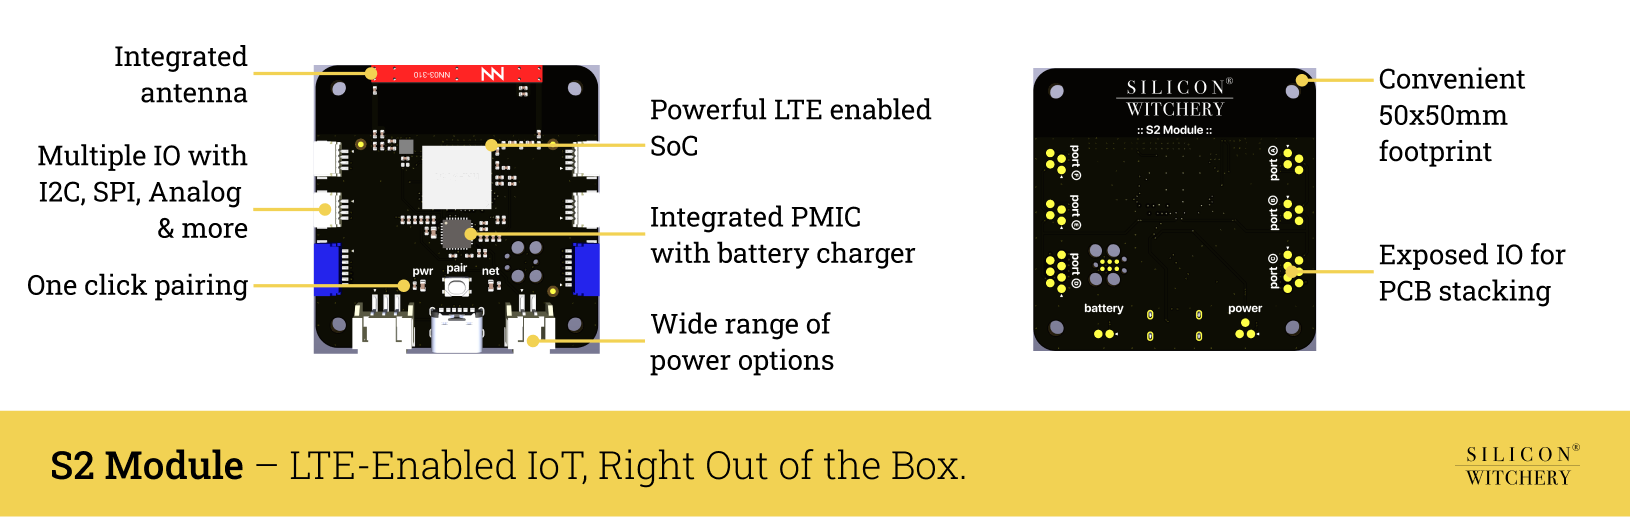 Integrated
antenna
Multiple IO with
I2C, SPI, Analog
& more
One click pairing
NN03-310
pwr
pair
net
Powerful LTE enabled
SoC
Integrated PMIC
with battery charger
Wide range of
power options
SILICON®
WITCHERY
:: S2 Module ::
port F
port E
port D
port A
port B
port C
battery
power
Convenient
50x50mm
footprint
Exposed IO for
PCB stacking
S2 Module – LTE-Enabled IoT, Right Out of the Box.
SILICON®
WITCHERY